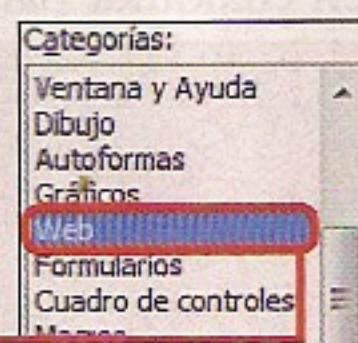 Categorías:
Ventana y Ayuda
Dibujo
Autoformas
Gráficos
Web
Formularios
Cuadro de controles